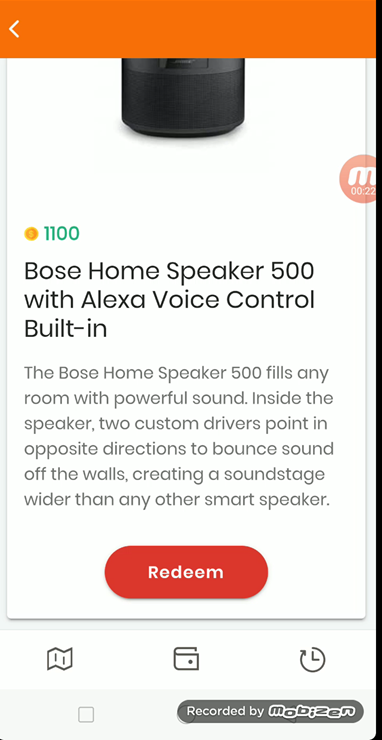 00:22
1100
Bose Home Speaker 500
with Alexa Voice Control
Built-in
The Bose Home Speaker 500 fills any
room with powerful sound. Inside the
speaker, two custom drivers point in
opposite directions to bounce sound
off the walls, creating a soundstage
wider than any other smart speaker.
Redeem
Recorded by mobizen